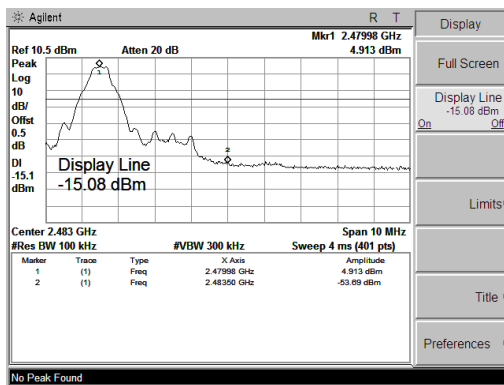 Agilent R T
Mkr1 2.47998 GHz
Ref 10.5 dBm Atten 20 dB 4.913 dBm
Peak
Log
10
dB/
Offst
0.5
dB
DI
-15.1
dBm
1
2
Display Line
-15.08 dBm
Center 2.483 GHz Span 10 MHz
#Res BW 100 kHz #VBW 300 kHz Sweep 4 ms (401 pts)
Marker Trace Type X Axis Amplitude
1 (1) Freq 2.47998 GHz 4.913 dBm
2 (1) Freq 2.48350 GHz -53.69 dBm
No Peak Found
Display
Full Screen
Display Line
-15.08 dBm
On Off
Limits
Title
Preferences